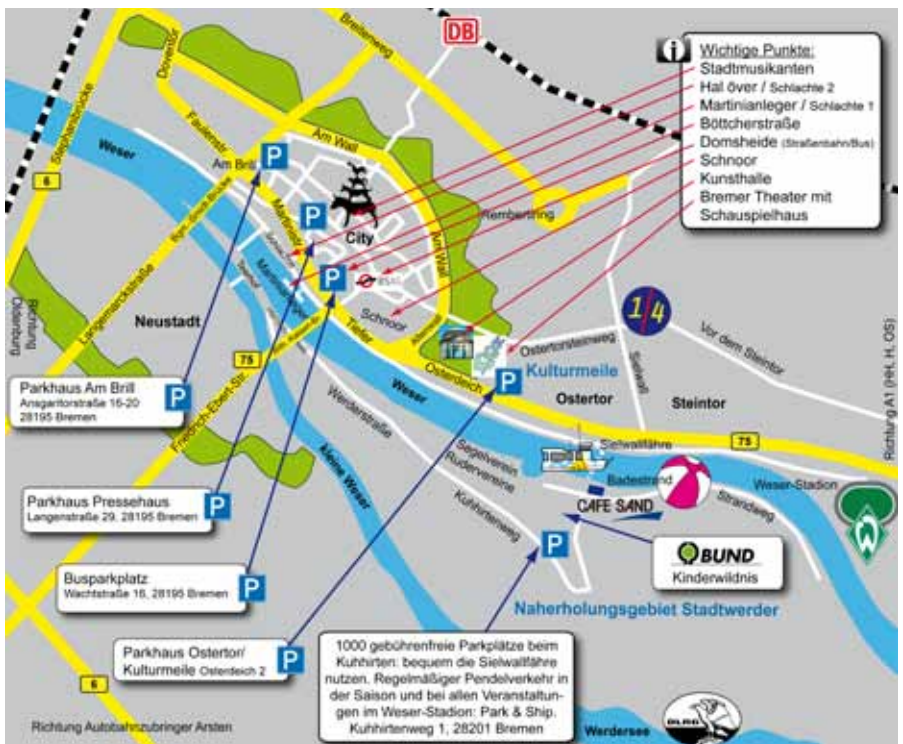 DB
Wichtige Punkte:
Stadtmusikanten
Hal över / Schlachte 2
Martinianleger / Schlachte 1
Böttcherstraße
Domsheide (Straßenbahn/Bus)
Schnoor
Kunsthalle
Bremer Theater mit
Schauspielhaus
Breitenweg
Doventor
Stephanibrücke
Faulenstr.
Weser
Am Wall
Am Brill
P
6
P
City
Martinistr.
Rembertiring
Am Wall
Langemarckstraße
Martinianleger
P
BSAG
Richtung
Oldenburg
Neustadt
Schnoor
Tiefer
Altenwall
1/4
Ostertorsteinweg
Vor dem Steintor
Sielwall
75
Kulturmeile
Osterdeich
P
Weser
Ostertor
Steintor
Richtung A1 (HH, H, OS)
Parkhaus Am Brill
Ansgaritorstraße 16-20
28195 Bremen
P
Friedrich-Ebert-Str.
Werderstraße
75
Sielwallfähre
Segelverein
Rudervereine
Badestrand
Weser-Stadion
kleine Weser
Strandweg
CAFE SAND
Kuhhirtenweg
W
Parkhaus Pressehaus
Langenstraße 29, 28195 Bremen
P
P
BUND
Kinderwildnis
Busparkplatz
Wachtstraße 16, 28195 Bremen
P
Naherholungsgebiet Stadtwerder
Parkhaus Ostertor/
Kulturmeile Osterdeich 2
P
1000 gebührenfreie Parkplätze beim
Kuhhirten: bequem die Sielwallfähre
nutzen. Regelmäßiger Pendelverkehr in
der Saison und bei allen Veranstaltun-
gen im Weser-Stadion: Park & Ship.
Kuhhirtenweg 1, 28201 Bremen
6
Richtung Autobahnzubringer Arsten
DLRG
Werdersee